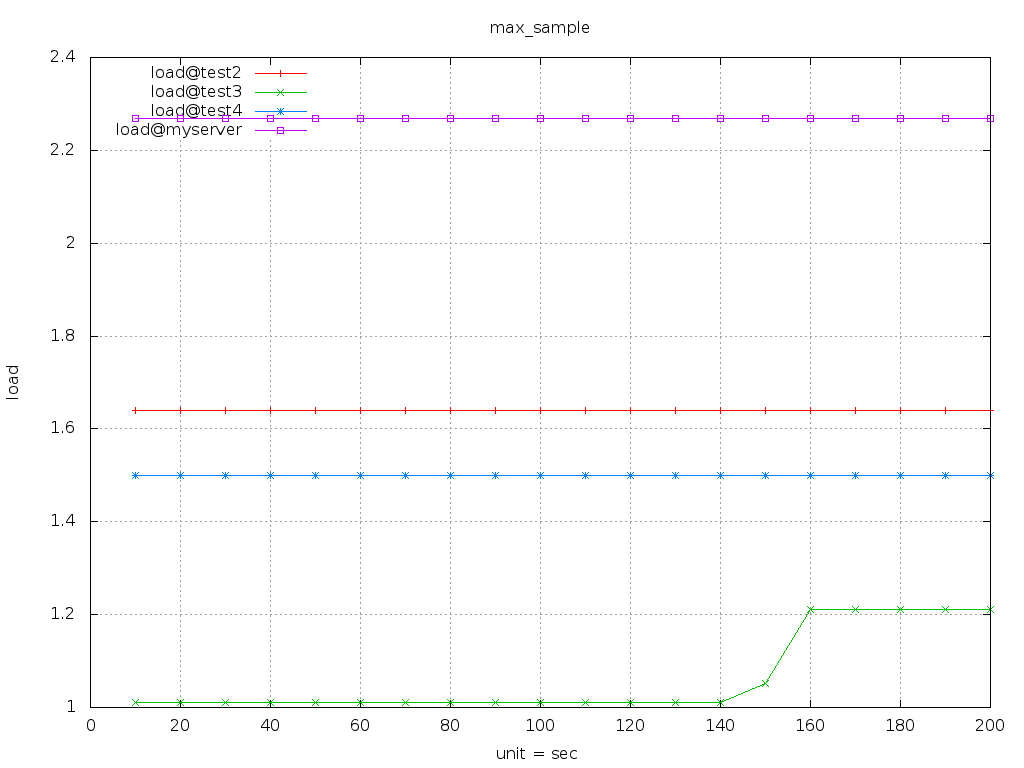 max_sample
2.4
load@test2
load@test3
load@test4
load@myserver
2.2
2
1.8
load
1.6
1.4
1.2
1
0 20 40 60 80 100 120 140 160 180 200
unit = sec